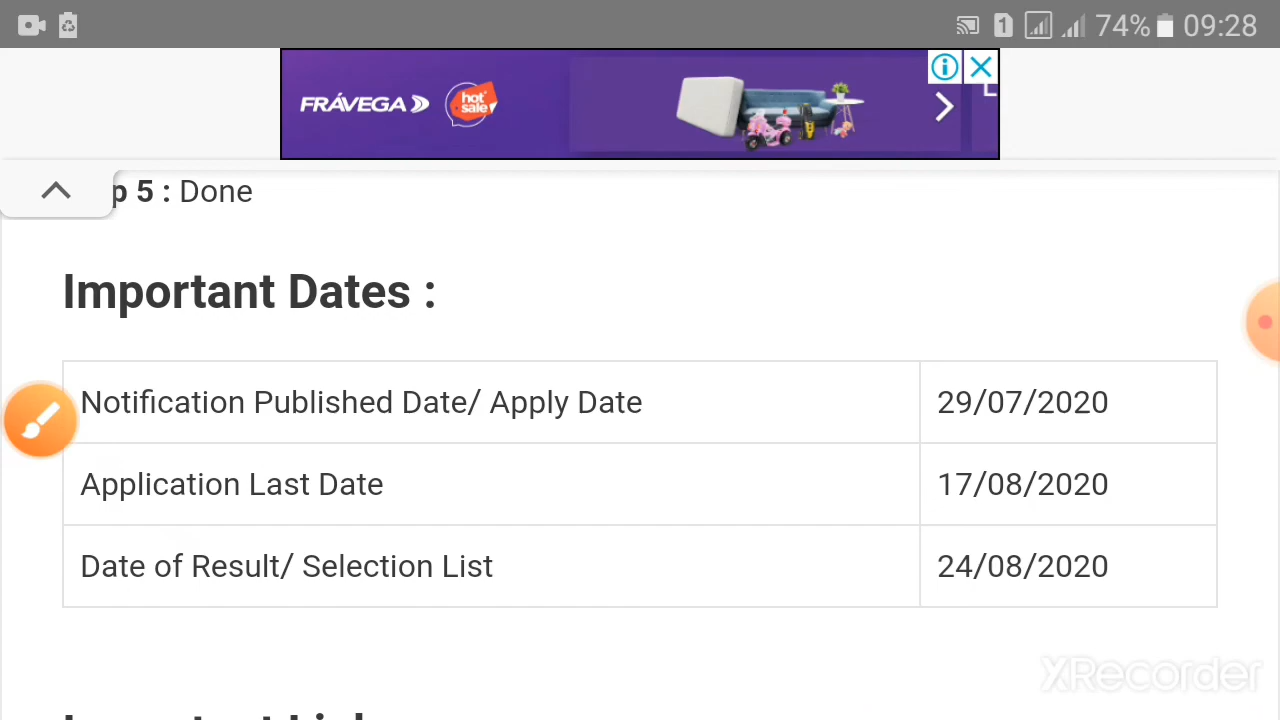 1 74% 09:28
FRÁVEGA hot sale
p 5 : Done
Important Dates :
Notification Published Date/ Apply Date 29/07/2020
Application Last Date 17/08/2020
Date of Result/ Selection List 24/08/2020
XRecorder